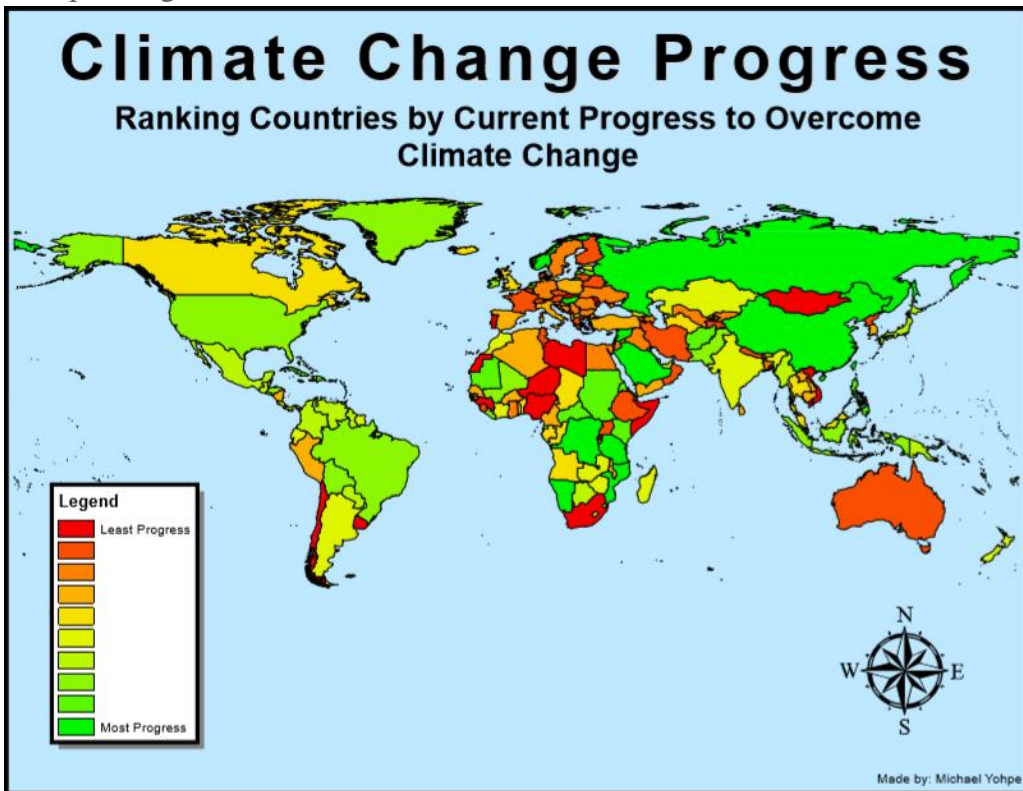 Climate Change Progress
Ranking Countries by Current Progress to Overcome
Climate Change
Legend
Least Progress
Most Progress
N
W E
S
Made by: Michael Yohpe